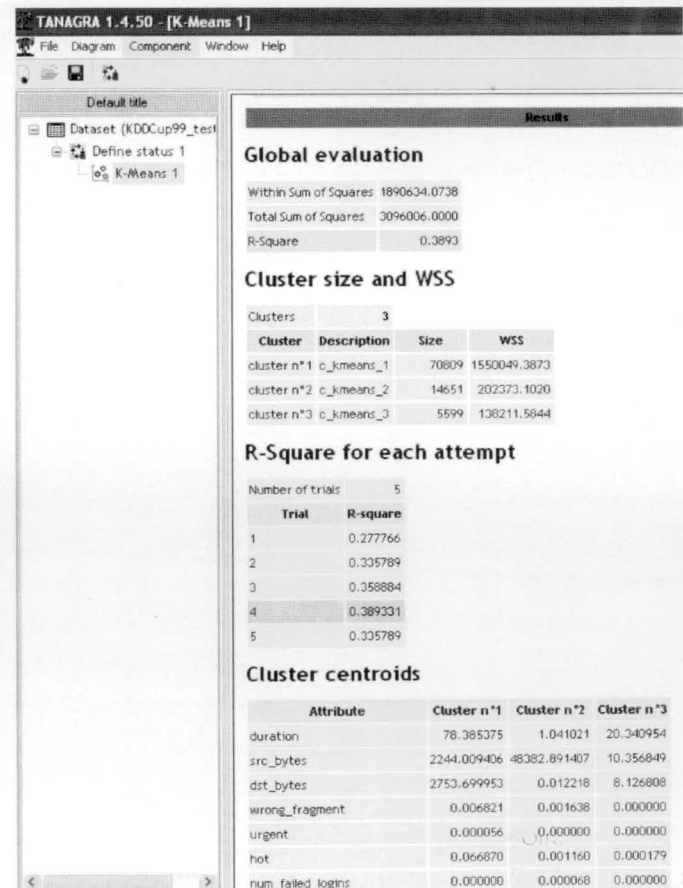 TANAGRA 1.4.50 - [K-Means 1]
File Diagram Component Window Help
Default title
Dataset (KDDCup99_test
Define status 1
K-Means 1
Results
Global evaluation
Within Sum of Squares 1890634.0738
Total Sum of Squares 3096006.0000
R-Square 0.3893
Cluster size and WSS
Clusters 3
Cluster Description Size WSS
cluster n°1 c_kmeans_1 70809 1550049.3873
cluster n°2 c_kmeans_2 14651 202373.1020
cluster n°3 c_kmeans_3 5599 138211.5844
R-Square for each attempt
Number of trials 5
Trial R-square
1 0.277766
2 0.335789
3 0.358884
4 0.389331
5 0.335789
Cluster centroids
Attribute Cluster n°1 Cluster n°2 Cluster n°3
duration 78.385375 1.041021 20.340954
src_bytes 2244.009406 48382.891407 10.356849
dst_bytes 2753.699953 0.012218 8.126808
wrong_fragment 0.006821 0.001638 0.000000
urgent 0.000056 0.000000 0.000000
hot 0.066870 0.001160 0.000179
num_failed_logins 0.000000 0.000068 0.000000